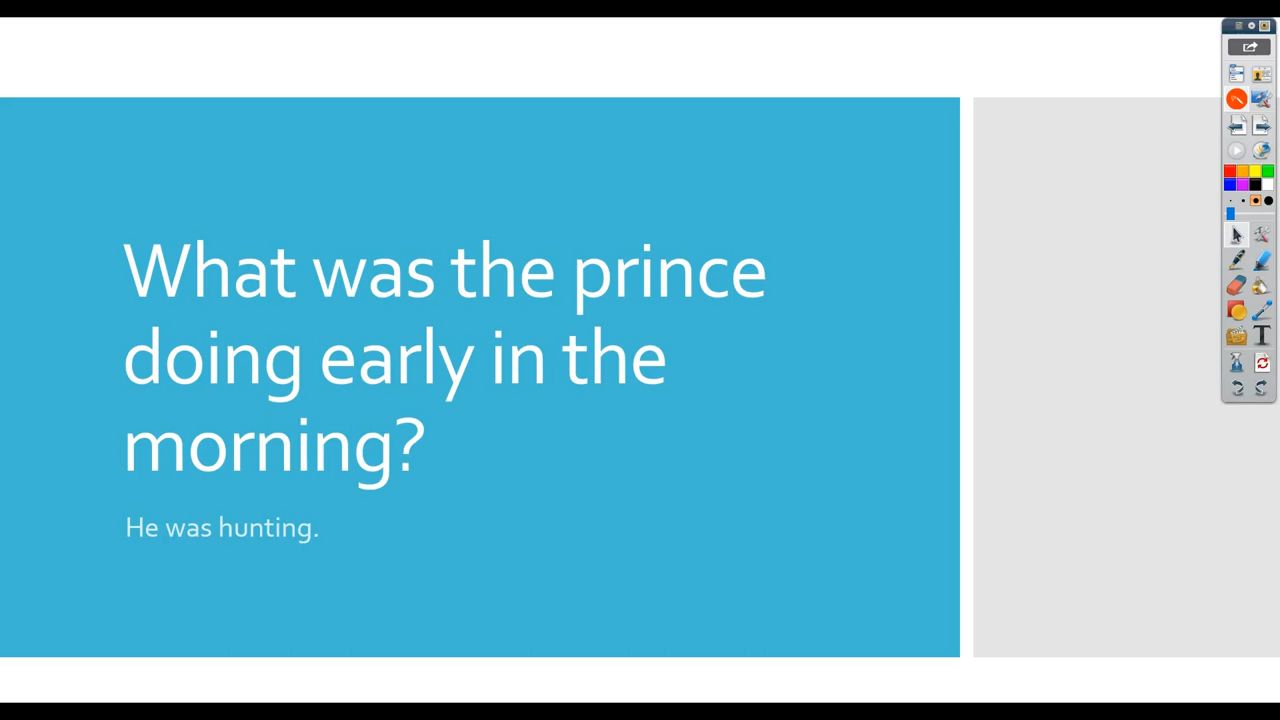 What was the prince
doing early in the
morning?
He was hunting.